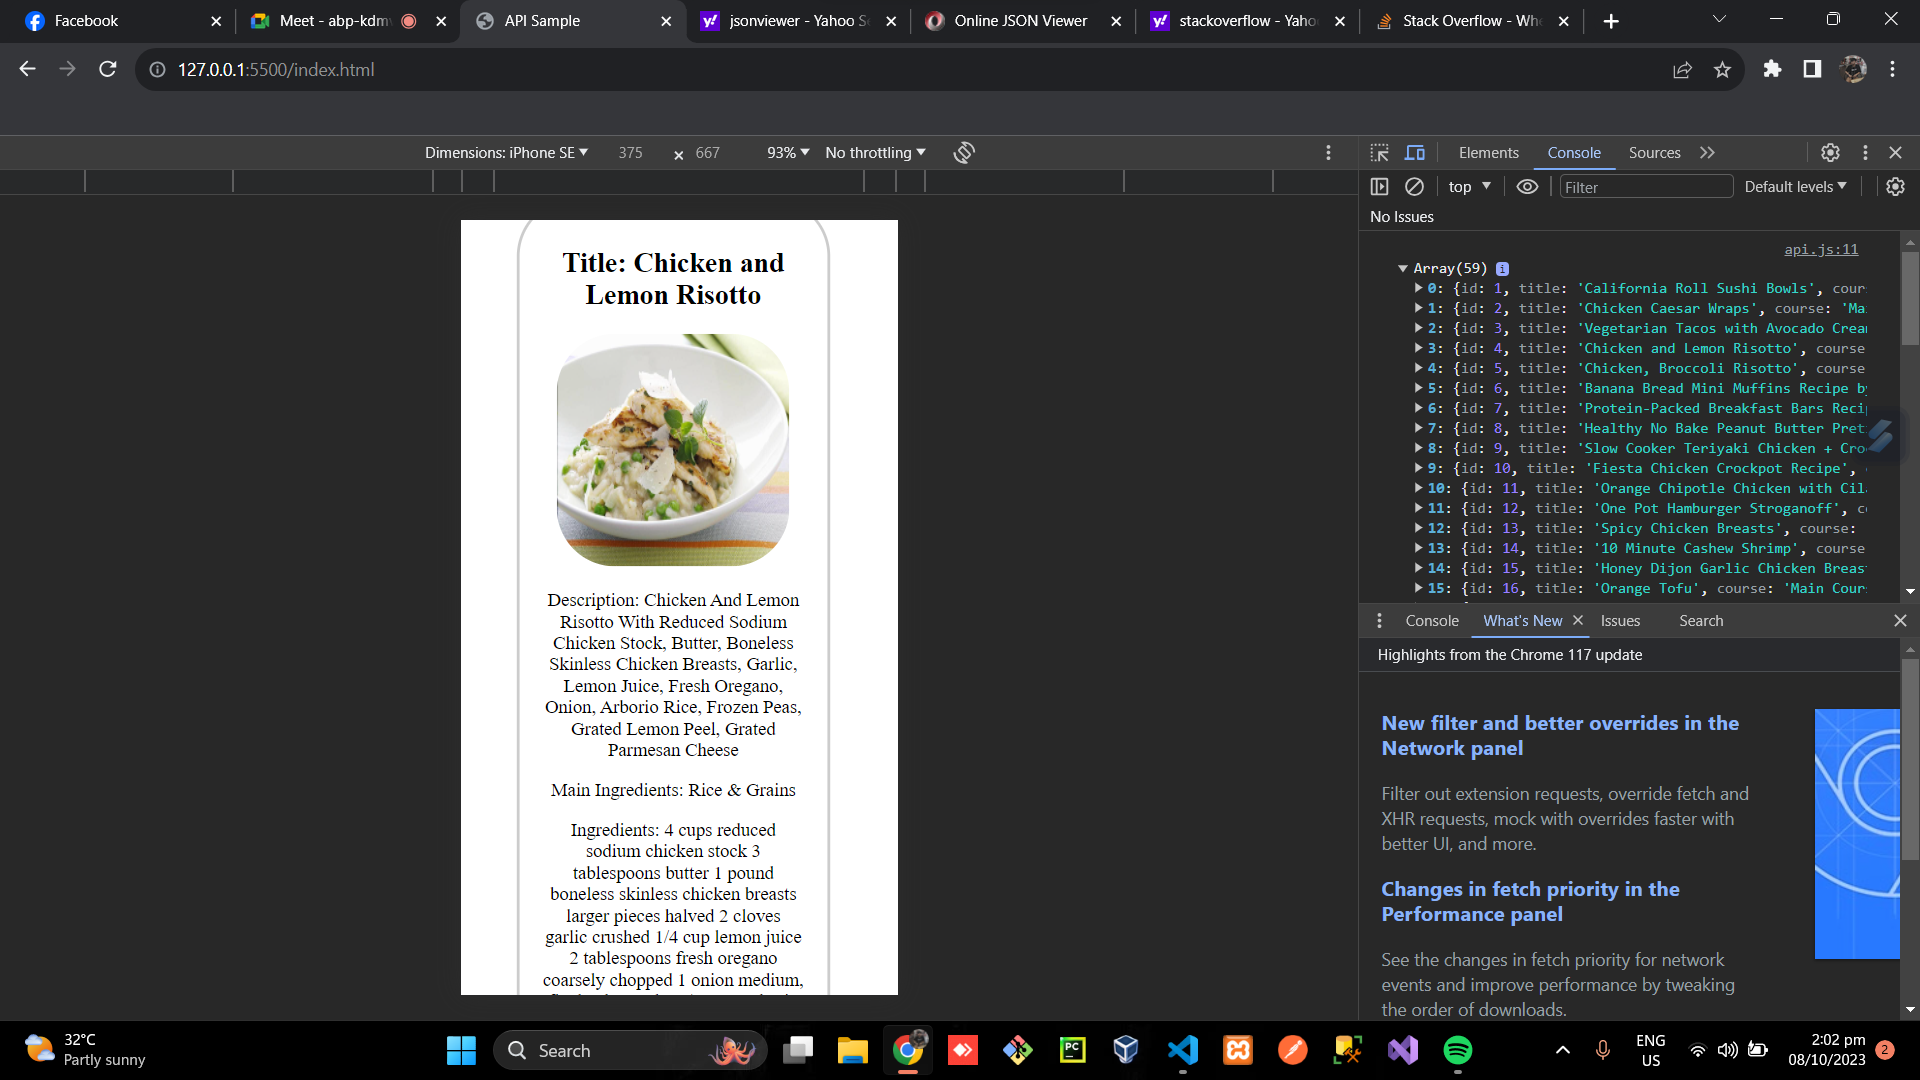 Facebook
Meet - abp-kdm
API Sample
jsonviewer - Yahoo Se
Online JSON Viewer
stackoverflow - Yaho
Stack Overflow - Whe
127.0.0.1:5500/index.html
Dimensions: iPhone SE 375 × 667 93% No throttling
Elements Console Sources
top Filter Default levels
No Issues
Title: Chicken and
Lemon Risotto
Description: Chicken And Lemon
Risotto With Reduced Sodium
Chicken Stock, Butter, Boneless
Skinless Chicken Breasts, Garlic,
Lemon Juice, Fresh Oregano,
Onion, Arborio Rice, Frozen Peas,
Grated Lemon Peel, Grated
Parmesan Cheese
Main Ingredients: Rice & Grains
Ingredients: 4 cups reduced
sodium chicken stock 3
tablespoons butter 1 pound
boneless skinless chicken breasts
larger pieces halved 2 cloves
garlic crushed 1/4 cup lemon juice
2 tablespoons fresh oregano
coarsely chopped 1 onion medium,
api.js:11
Array(59) i
0: {id: 1, title: 'California Roll Sushi Bowls', cour
1: {id: 2, title: 'Chicken Caesar Wraps', course: 'Ma
2: {id: 3, title: 'Vegetarian Tacos with Avocado Crea
3: {id: 4, title: 'Chicken and Lemon Risotto', course
4: {id: 5, title: 'Chicken, Broccoli Risotto', course
5: {id: 6, title: 'Banana Bread Mini Muffins Recipe b
6: {id: 7, title: 'Protein-Packed Breakfast Bars Reci
7: {id: 8, title: 'Healthy No Bake Peanut Butter Pret
8: {id: 9, title: 'Slow Cooker Teriyaki Chicken + Cro
9: {id: 10, title: 'Fiesta Chicken Crockpot Recipe',
10: {id: 11, title: 'Orange Chipotle Chicken with Cil
11: {id: 12, title: 'One Pot Hamburger Stroganoff', c
12: {id: 13, title: 'Spicy Chicken Breasts', course:
13: {id: 14, title: '10 Minute Cashew Shrimp', course
14: {id: 15, title: 'Honey Dijon Garlic Chicken Breas
15: {id: 16, title: 'Orange Tofu', course: 'Main Cour
Console What's New Issues Search
Highlights from the Chrome 117 update
New filter and better overrides in the
Network panel
Filter out extension requests, override fetch and
XHR requests, mock with overrides faster with
better UI, and more.
Changes in fetch priority in the
Performance panel
See the changes in fetch priority for network
events and improve performance by tweaking
the order of downloads.
32°C
Partly sunny
Search
PC
ENG
US
2:02 pm
08/10/2023
2